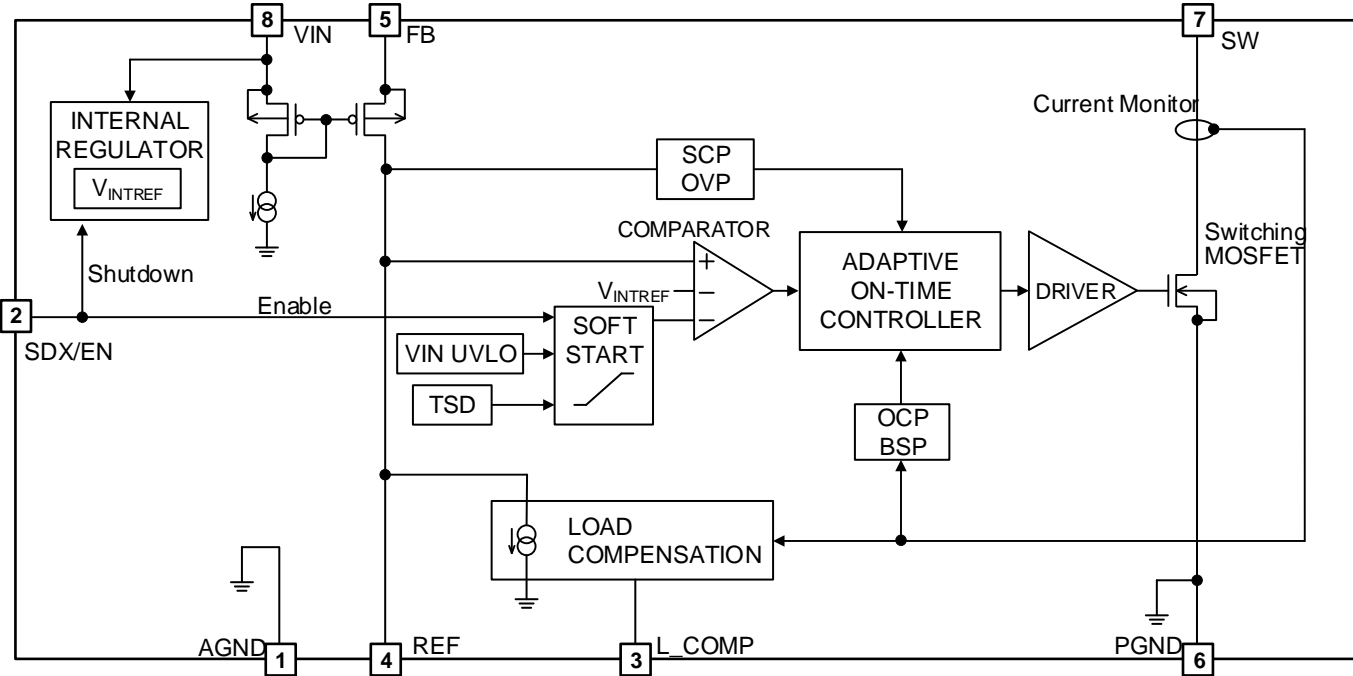 8
VIN
5
FB
7
SW
Current Monitor
INTERNAL
REGULATOR
VINTREF
SCP
OVP
COMPARATOR
Switching
MOSFET
+
ADAPTIVE
ON-TIME
CONTROLLER
DRIVER
Shutdown
VINTREF
−
−
2
SDX/EN
Enable
SOFT
START
VIN UVLO
TSD
OCP
BSP
LOAD
COMPENSATION
AGND
1
4
REF
3
L_COMP
PGND
6